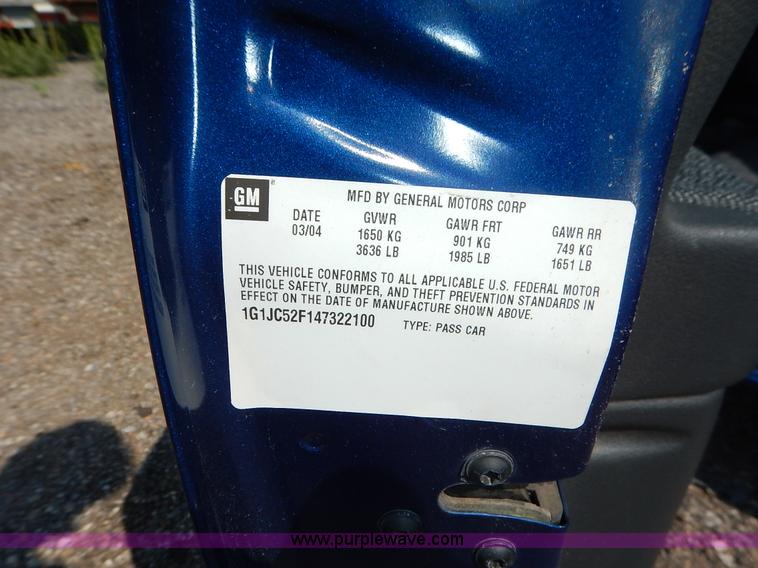 GM
MFD BY GENERAL MOTORS CORP
DATE GVWR GAWR FRT GAWR RR
03/04 1650 KG 901 KG 749 KG
3636 LB 1985 LB 1651 LB
THIS VEHICLE CONFORMS TO ALL APPLICABLE U.S. FEDERAL MOTOR
VEHICLE SAFETY, BUMPER, AND THEFT PREVENTION STANDARDS IN
EFFECT ON THE DATE OF MANUFACTURE SHOWN ABOVE.
1G1JC52F147322100 TYPE: PASS CAR
www.purplewave.com